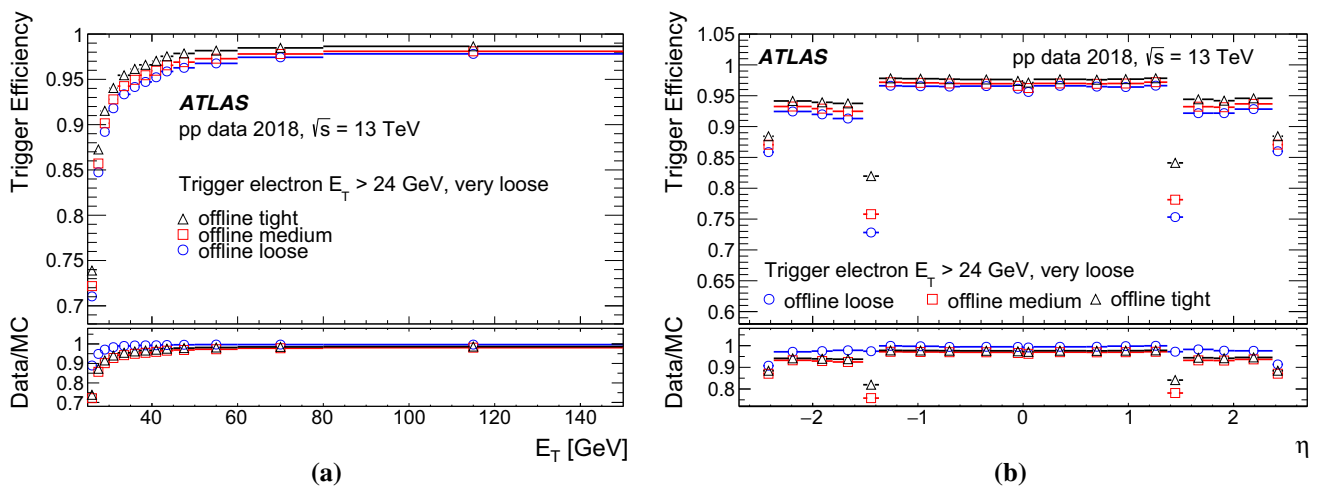 Trigger Efficiency
1
0.95
0.9
0.85
0.8
0.75
0.7
ATLAS
pp data 2018, √s = 13 TeV
Trigger electron E_T > 24 GeV, very loose
offline tight
offline medium
offline loose
Data/MC
1
0.9
0.8
0.7
40 60 80 100 120 140
E_T [GeV]
(a)
Trigger Efficiency
1.05
1
0.95
0.9
0.85
0.8
0.75
0.7
0.65
0.6
ATLAS pp data 2018, √s = 13 TeV
Trigger electron E_T > 24 GeV, very loose
offline loose offline medium offline tight
Data/MC
1
0.9
0.8
−2 −1 0 1 2
η
(b)